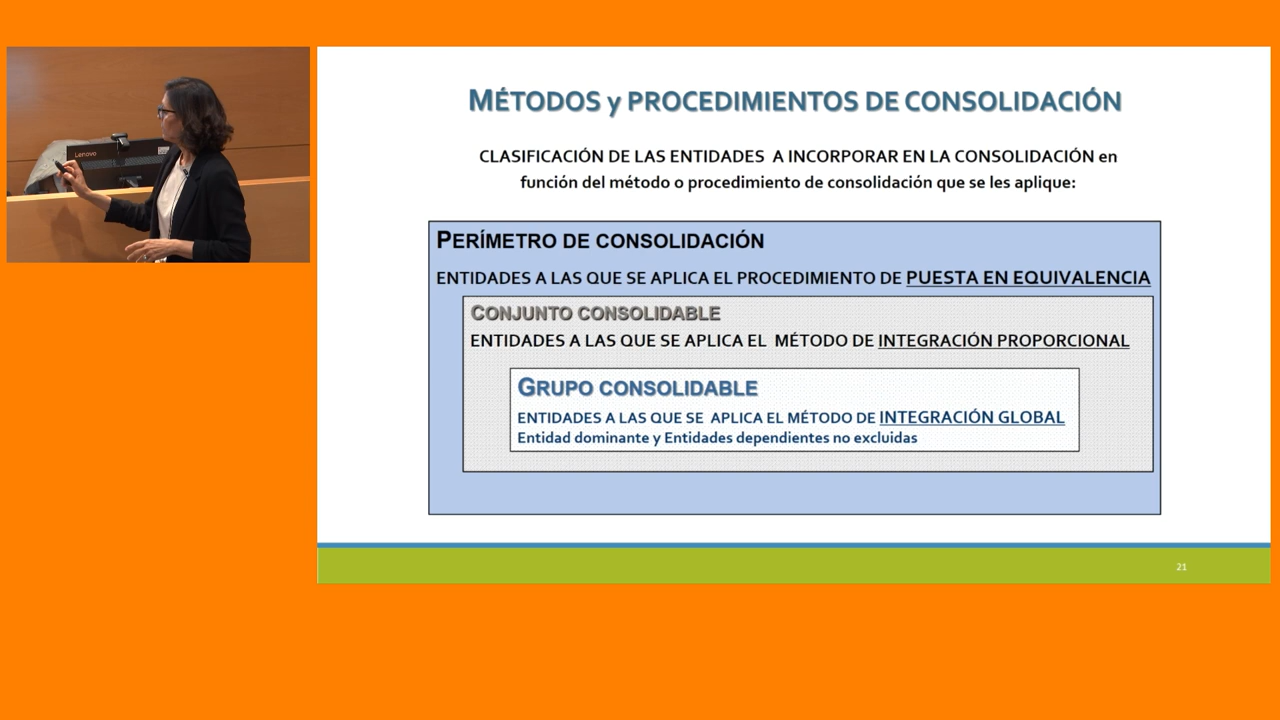 Lenovo
MÉTODOS y PROCEDIMIENTOS DE CONSOLIDACIÓN
CLASIFICACIÓN DE LAS ENTIDADES A INCORPORAR EN LA CONSOLIDACIÓN en
función del método o procedimiento de consolidación que se les aplique:
PERÍMETRO DE CONSOLIDACIÓN
ENTIDADES A LAS QUE SE APLICA EL PROCEDIMIENTO DE PUESTA EN EQUIVALENCIA
CONJUNTO CONSOLIDABLE
ENTIDADES A LAS QUE SE APLICA EL MÉTODO DE INTEGRACIÓN PROPORCIONAL
GRUPO CONSOLIDABLE
ENTIDADES A LAS QUE SE APLICA EL MÉTODO DE INTEGRACIÓN GLOBAL
Entidad dominante y Entidades dependientes no excluidas
21